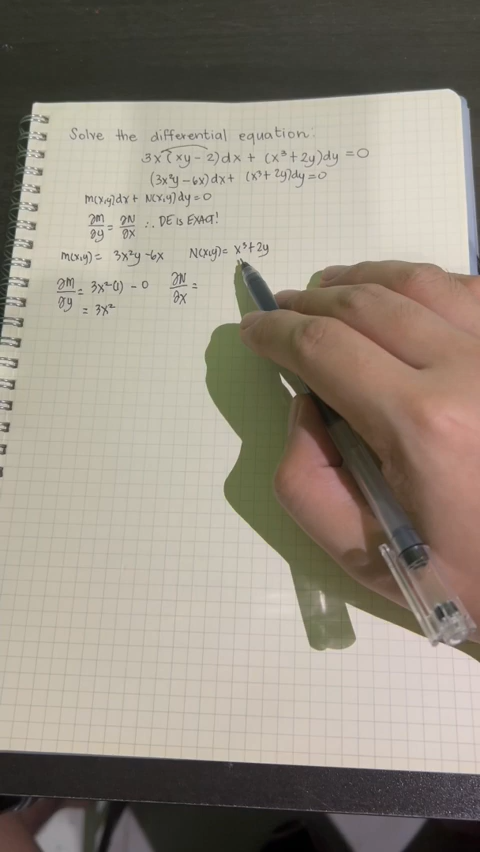 Solve the differential equation:
3x(xy - 2)dx + (x³ + 2y)dy = 0
(3x²y - 6x)dx + (x³ + 2y)dy = 0
M(x,y)dx + N(x,y)dy = 0
∂M/∂y = ∂N/∂x ∴ DE is EXACT!
M(x,y) = 3x²y - 6x N(x,y) = x³ + 2y
∂M/∂y = 3x²(1) - 0 ∂N/∂x =
= 3x²